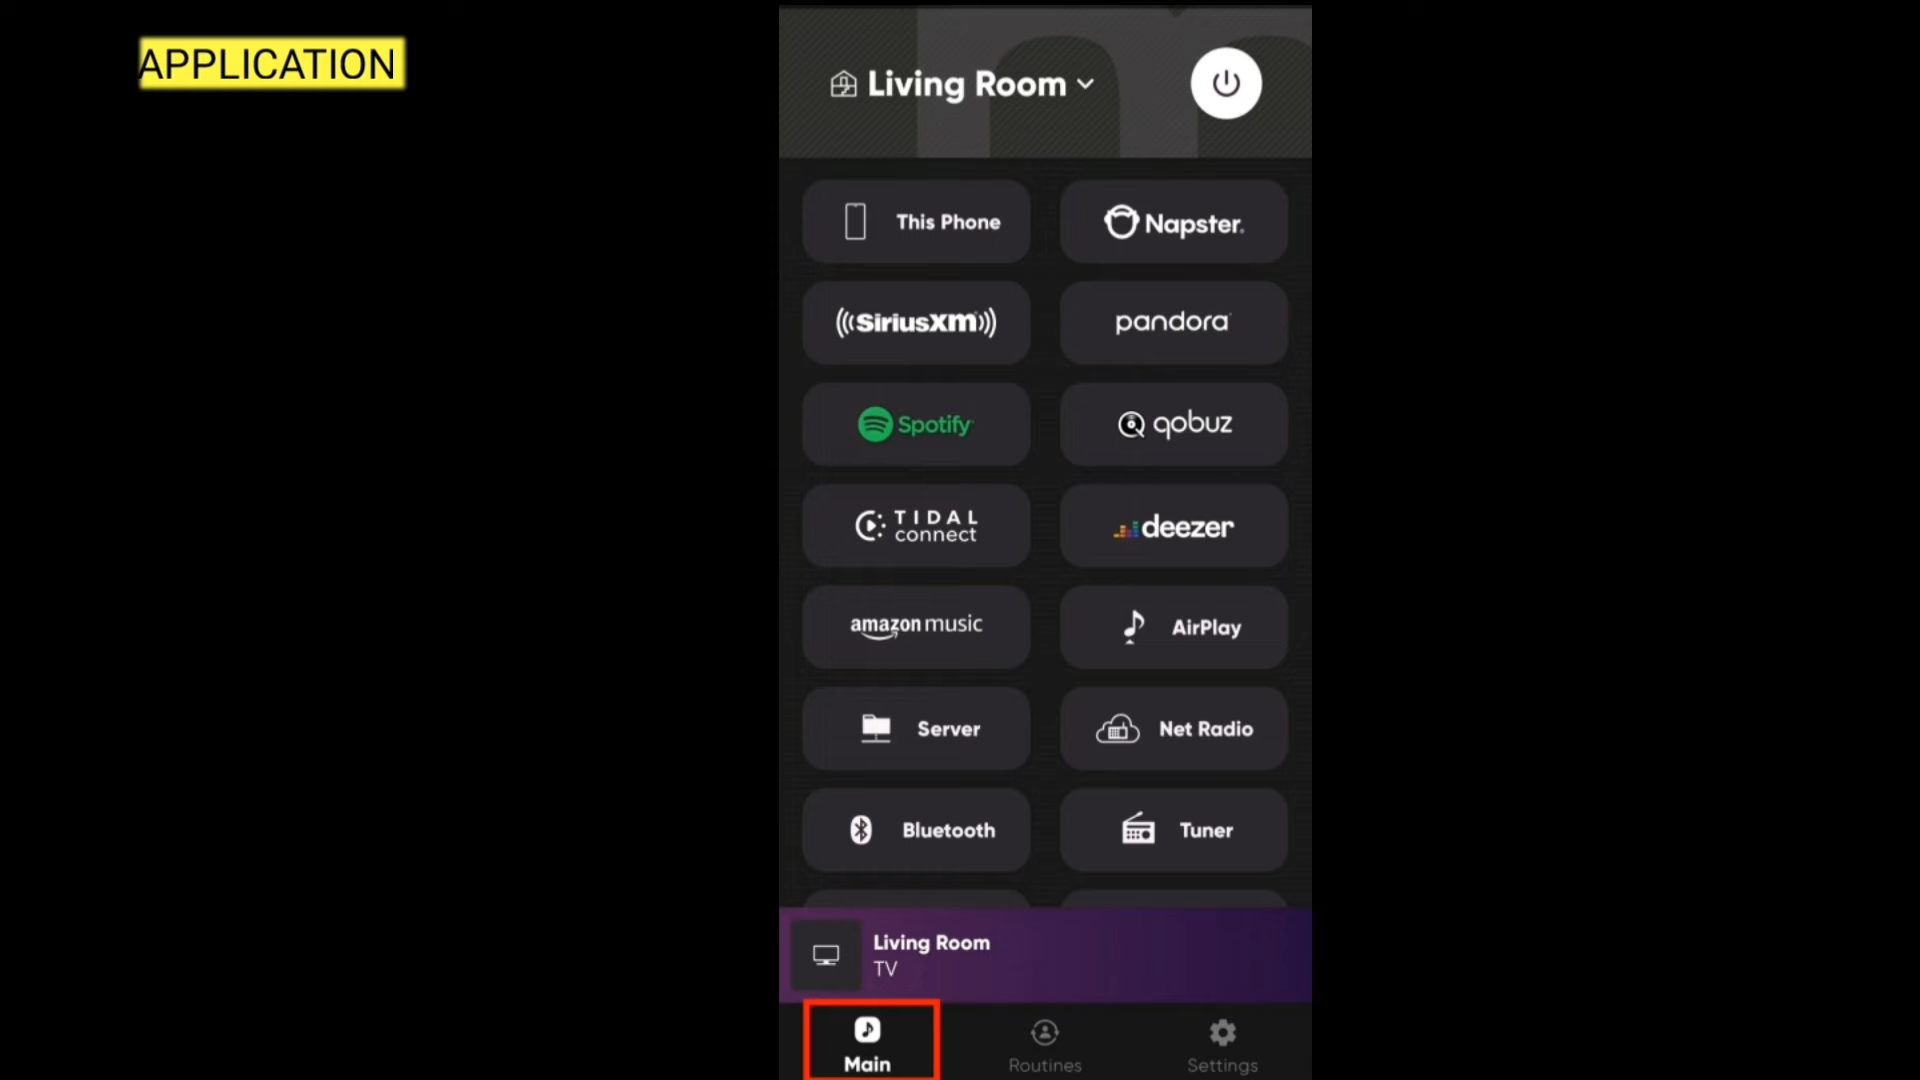 APPLICATION
Living Room
This Phone
Napster.
SiriusXM
pandora
Spotify
qobuz
TIDAL
connect
deezer
amazon music
AirPlay
Server
Net Radio
Bluetooth
Tuner
Living Room
TV
Main
Routines
Settings